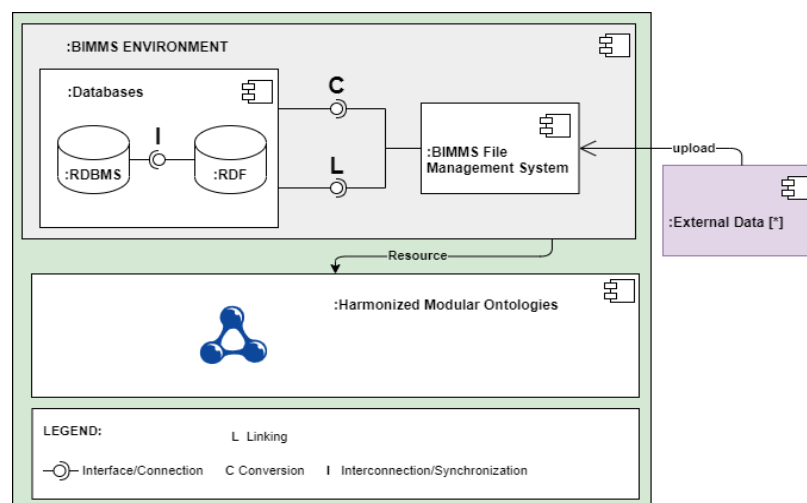 :BIMMS ENVIRONMENT
:Databases
C
I
:RDBMS
:RDF
L
:BIMMS File
Management System
upload
:External Data [*]
Resource
:Harmonized Modular Ontologies
LEGEND:
L Linking
Interface/Connection
C Conversion
I Interconnection/Synchronization